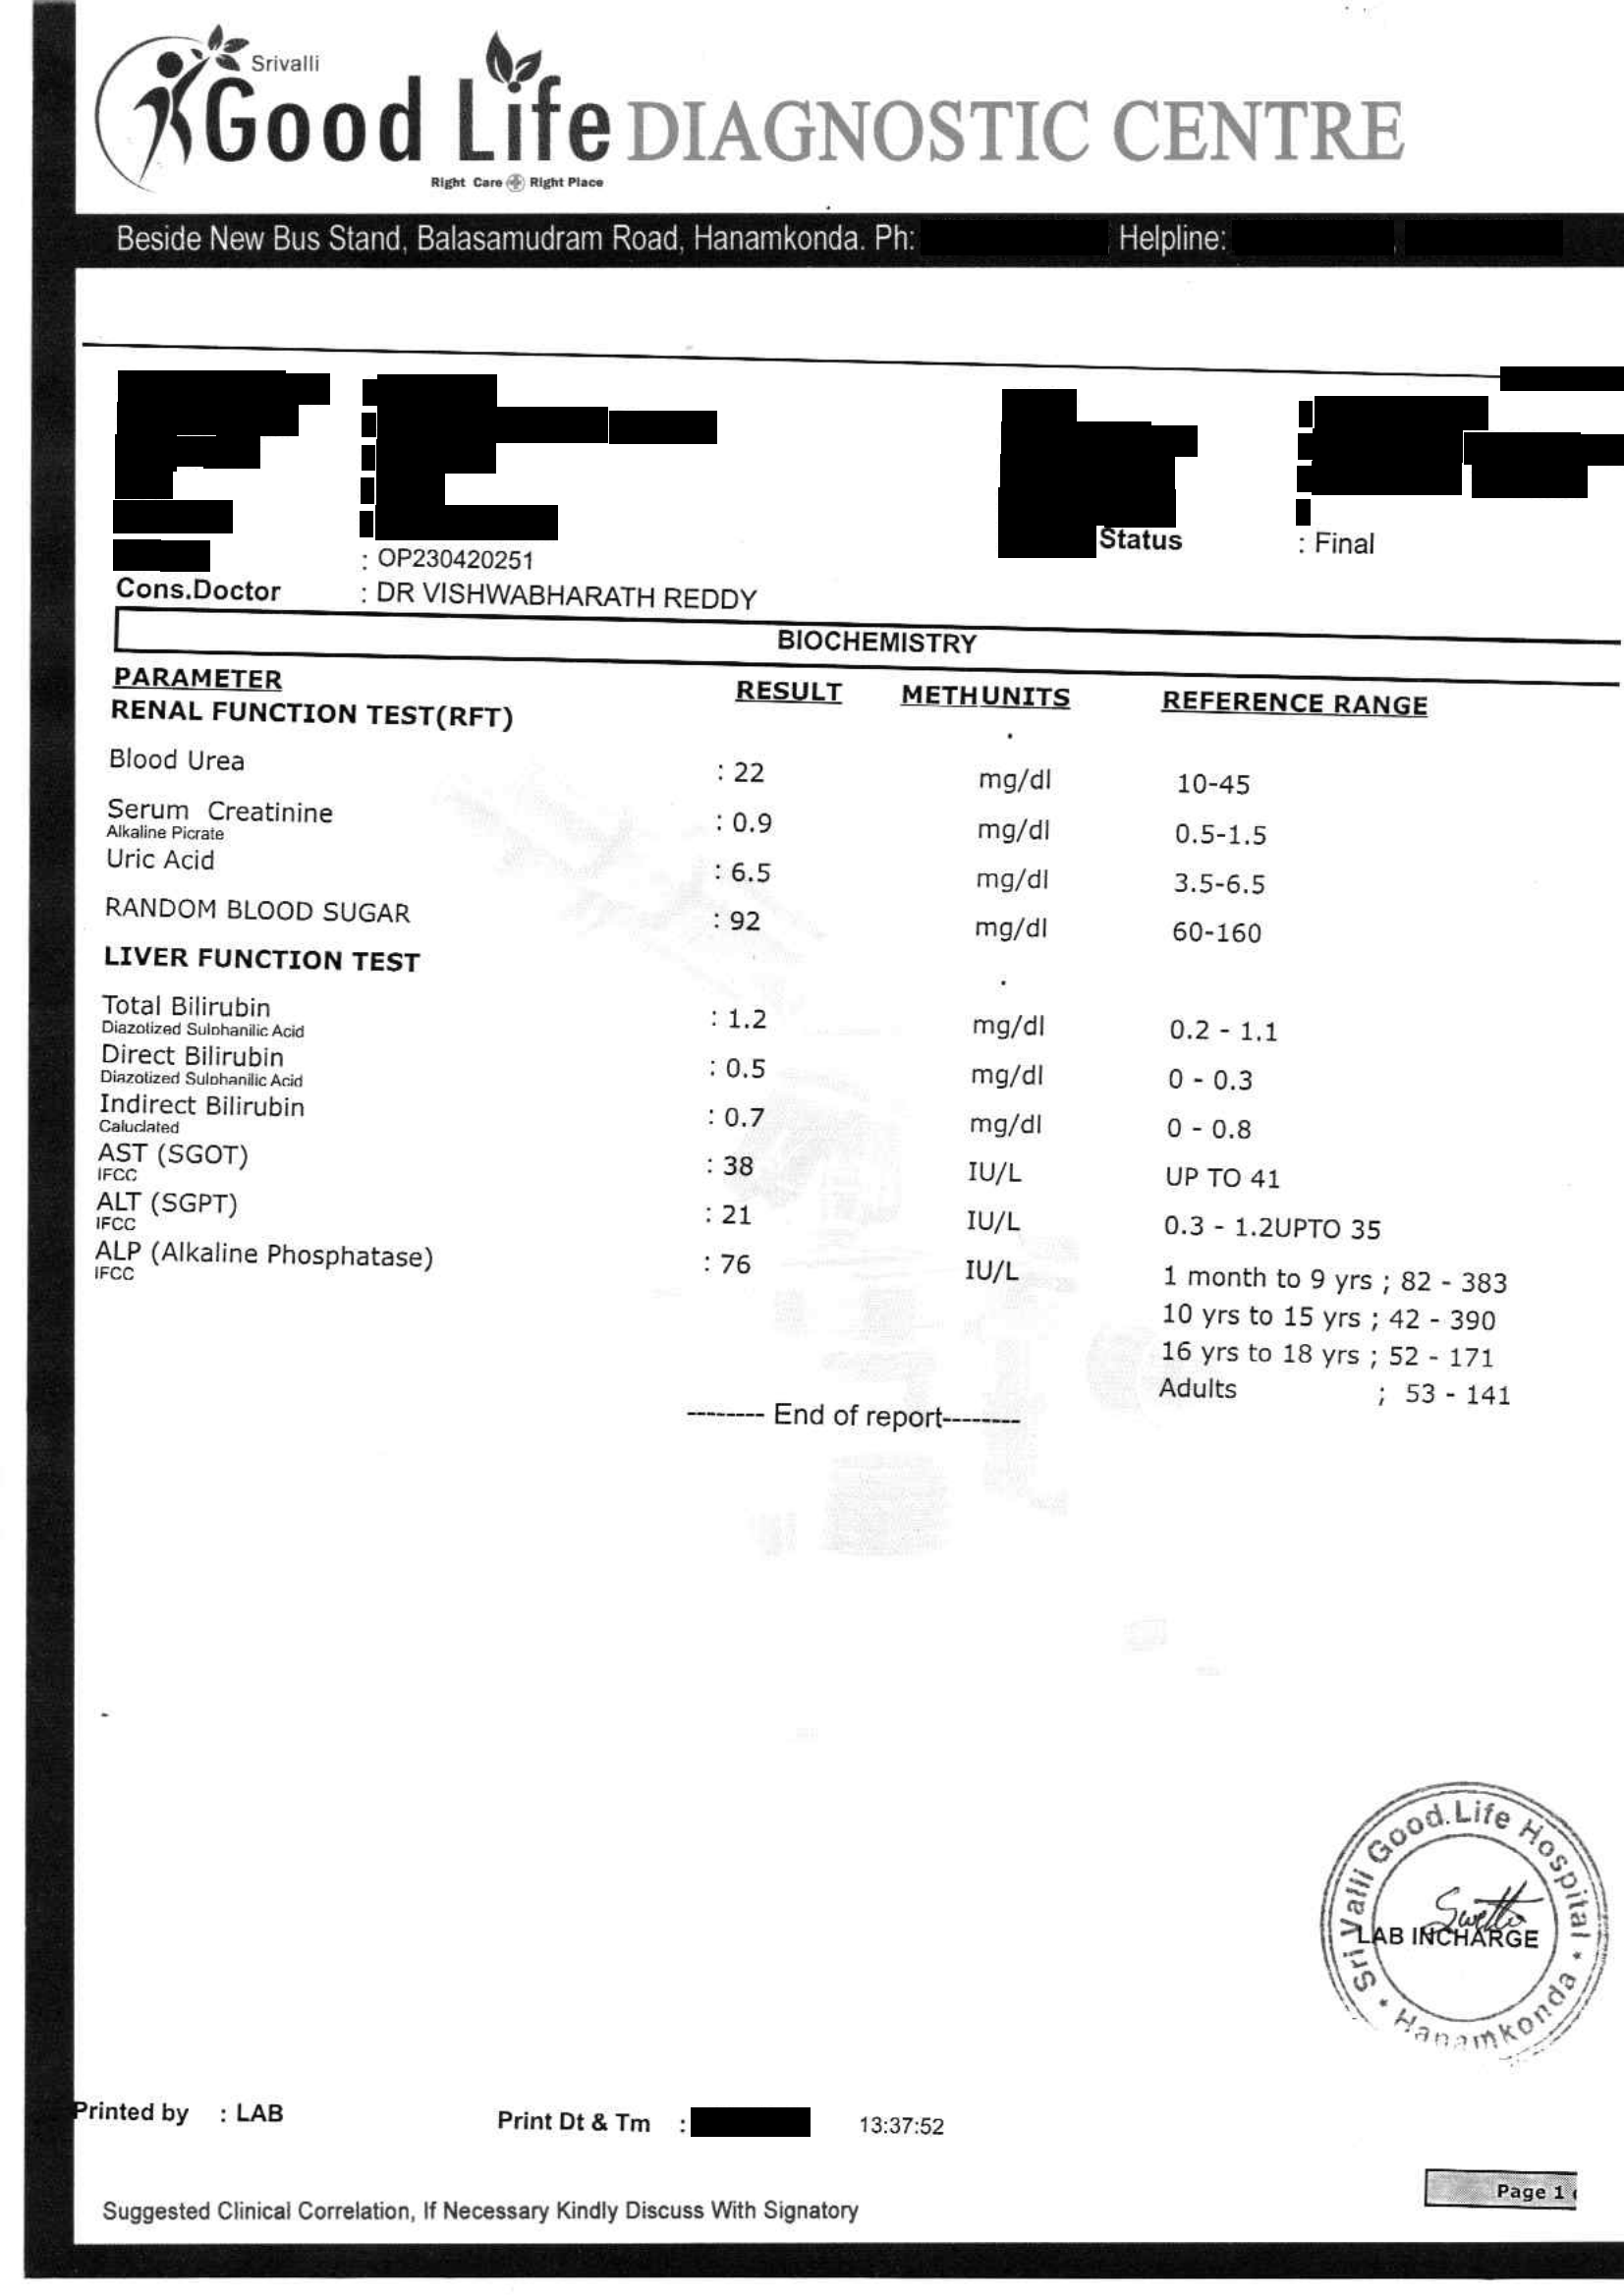 Srivalli
Good Life DIAGNOSTIC CENTRE
Right Care Right Place
Beside New Bus Stand, Balasamudram Road, Hanamkonda. Ph: Helpline:
Status : Final
: OP230420251
Cons.Doctor : DR VISHWABHARATH REDDY
BIOCHEMISTRY
PARAMETER RESULT METHUNITS REFERENCE RANGE
RENAL FUNCTION TEST(RFT)
Blood Urea : 22 mg/dl 10-45
Serum Creatinine : 0.9 mg/dl 0.5-1.5
Alkaline Picrate
Uric Acid : 6.5 mg/dl 3.5-6.5
RANDOM BLOOD SUGAR : 92 mg/dl 60-160
LIVER FUNCTION TEST
Total Bilirubin : 1.2 mg/dl 0.2 - 1.1
Diazotized Sulphanilic Acid
Direct Bilirubin : 0.5 mg/dl 0 - 0.3
Diazotized Sulphanilic Acid
Indirect Bilirubin : 0.7 mg/dl 0 - 0.8
Caluclated
AST (SGOT) : 38 IU/L UP TO 41
IFCC
ALT (SGPT) : 21 IU/L 0.3 - 1.2UPTO 35
IFCC
ALP (Alkaline Phosphatase) : 76 IU/L 1 month to 9 yrs ; 82 - 383
IFCC
10 yrs to 15 yrs ; 42 - 390
16 yrs to 18 yrs ; 52 - 171
Adults ; 53 - 141
-------- End of report--------
Sri Valli Good Life Hospital * Hanamkonda *
LAB INCHARGE
Printed by : LAB Print Dt & Tm : 13:37:52
Page 1
Suggested Clinical Correlation, If Necessary Kindly Discuss With Signatory